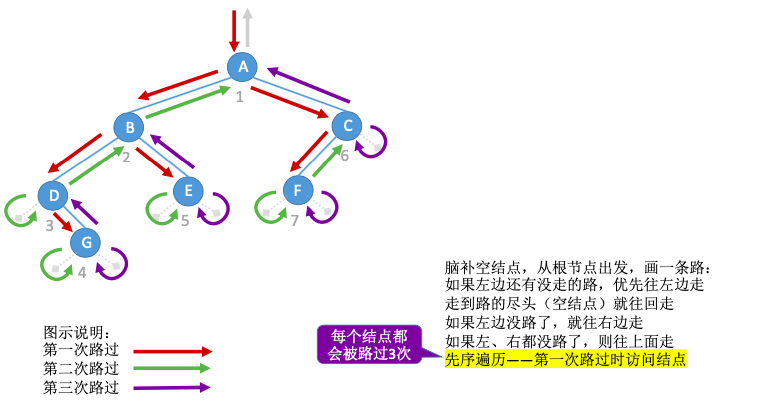 A
1
B
C
2
6
D
E
F
3
5
7
G
4
脑补空结点，从根节点出发，画一条路：
如果左边还有没走的路，优先往左边走
走到路的尽头（空结点）就往回走
如果左边没路了，就往右边走
如果左、右都没路了，则往上面走
先序遍历——第一次路过时访问结点
每个结点都
会被路过3次
图示说明：
第一次路过
第二次路过
第三次路过